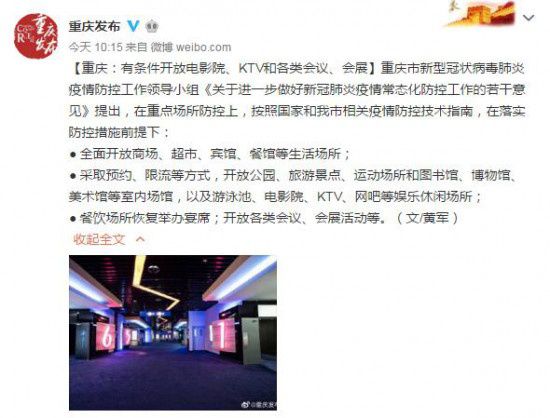 重庆发布
今天 10:15 来自 微博 weibo.com
【重庆：有条件开放电影院、KTV和各类会议、会展】重庆市新型冠状病毒肺炎
疫情防控工作领导小组《关于进一步做好新冠肺炎疫情常态化防控工作的若干意
见》提出，在重点场所防控上，按照国家和我市相关疫情防控技术指南，在落实
防控措施前提下：
● 全面开放商场、超市、宾馆、餐馆等生活场所；
● 采取预约、限流等方式，开放公园、旅游景点、运动场所和图书馆、博物馆、
美术馆等室内场馆，以及游泳池、电影院、KTV、网吧等娱乐休闲场所；
● 餐饮场所恢复举办宴席；开放各类会议、会展活动等。（文/黄军）
收起全文
6
@重庆发布